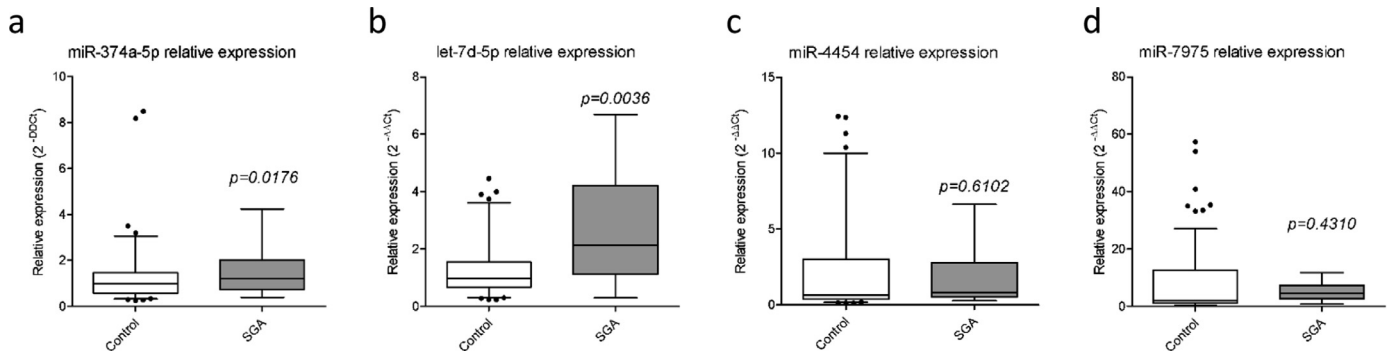 a
miR-374a-5p relative expression
Relative expression (2 -DDCt)
10
8
6
4
2
0
p=0.0176
Control
SGA
b
let-7d-5p relative expression
Relative expression (2 -ΔΔCt)
8
6
4
2
0
p=0.0036
Control
SGA
c
miR-4454 relative expression
Relative expression (2 -ΔΔCt)
15
10
5
0
p=0.6102
Control
SGA
d
miR-7975 relative expression
Relative expression (2 -ΔΔCt)
80
60
40
20
0
p=0.4310
Control
SGA